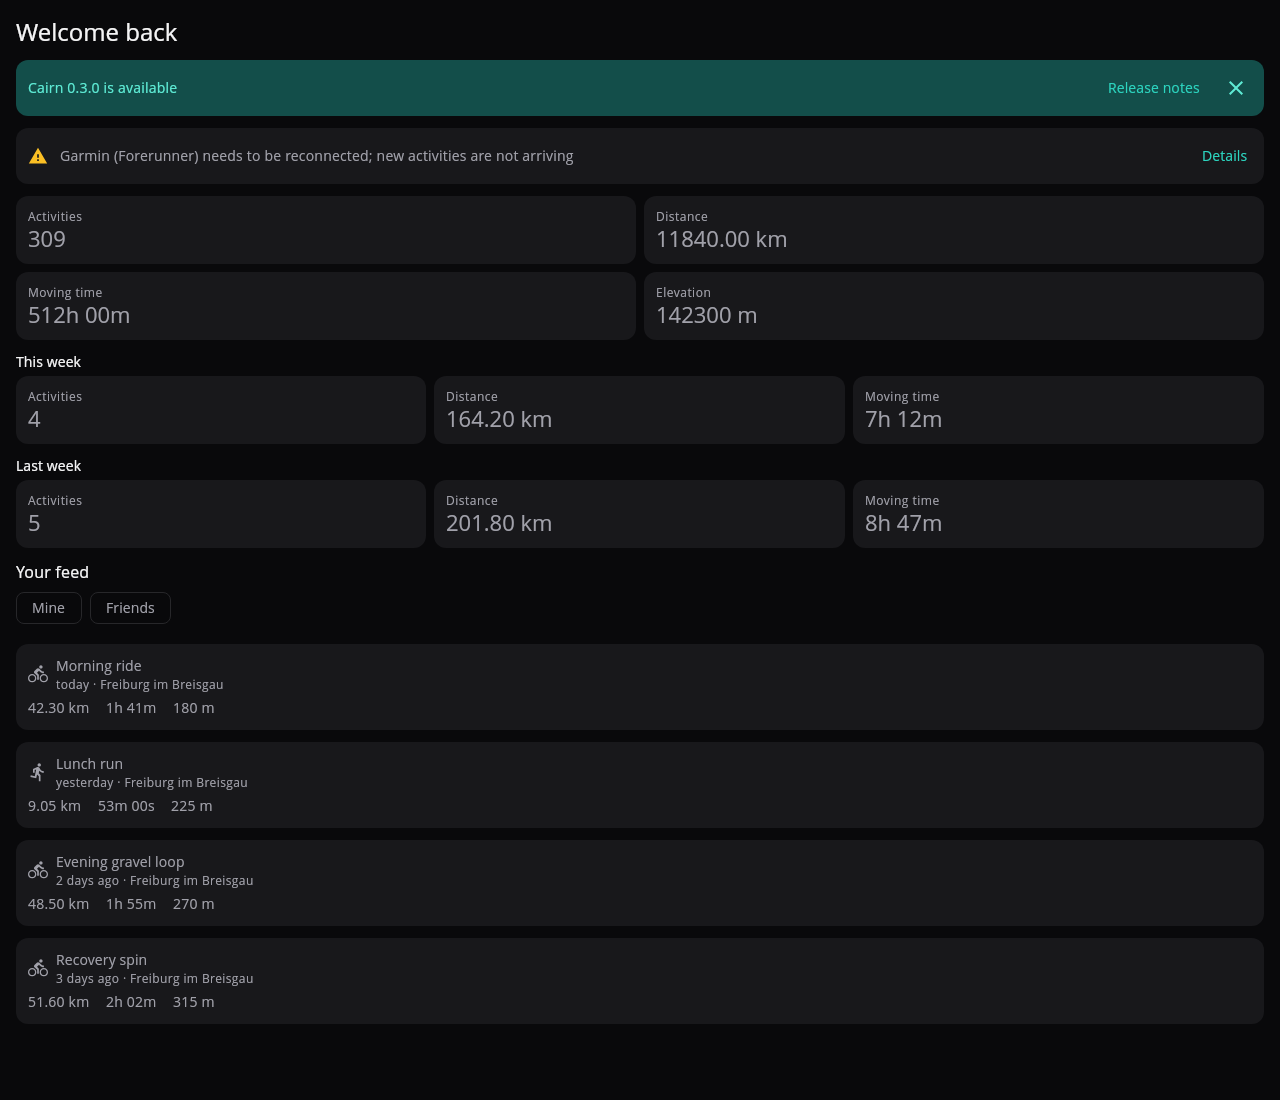 Welcome back
Cairn 0.3.0 is available
Release notes
Garmin (Forerunner) needs to be reconnected; new activities are not arriving
Details
Activities
309
Distance
11840.00 km
Moving time
512h 00m
Elevation
142300 m
This week
Activities
4
Distance
164.20 km
Moving time
7h 12m
Last week
Activities
5
Distance
201.80 km
Moving time
8h 47m
Your feed
Mine
Friends
Morning ride
today · Freiburg im Breisgau
42.30 km 1h 41m 180 m
Lunch run
yesterday · Freiburg im Breisgau
9.05 km 53m 00s 225 m
Evening gravel loop
2 days ago · Freiburg im Breisgau
48.50 km 1h 55m 270 m
Recovery spin
3 days ago · Freiburg im Breisgau
51.60 km 2h 02m 315 m